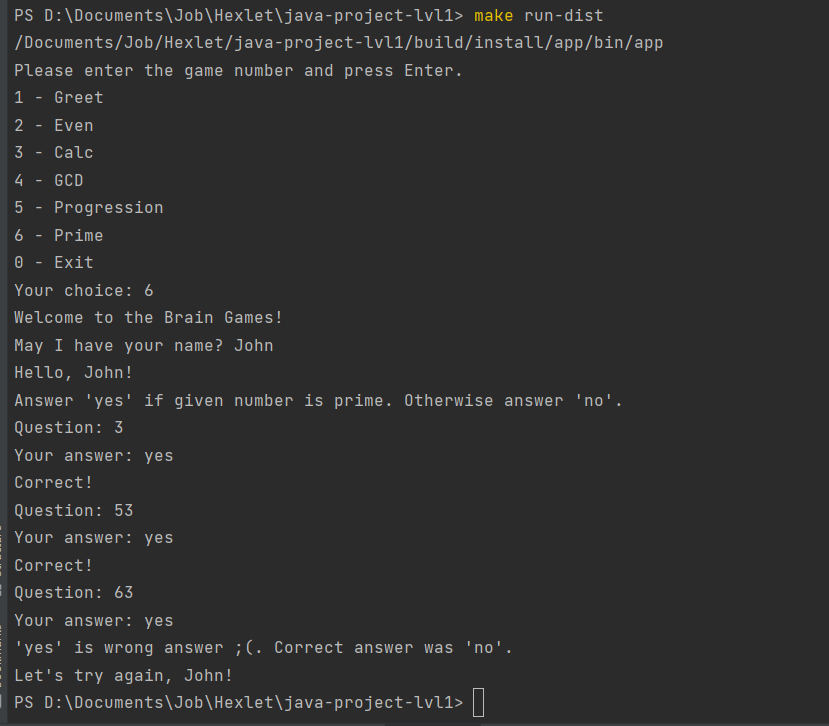 PS D:\Documents\Job\Hexlet\java-project-lvl1> make run-dist
/Documents/Job/Hexlet/java-project-lvl1/build/install/app/bin/app
Please enter the game number and press Enter.
1 - Greet
2 - Even
3 - Calc
4 - GCD
5 - Progression
6 - Prime
0 - Exit
Your choice: 6
Welcome to the Brain Games!
May I have your name? John
Hello, John!
Answer 'yes' if given number is prime. Otherwise answer 'no'.
Question: 3
Your answer: yes
Correct!
Question: 53
Your answer: yes
Correct!
Question: 63
Your answer: yes
'yes' is wrong answer ;(. Correct answer was 'no'.
Let's try again, John!
PS D:\Documents\Job\Hexlet\java-project-lvl1>